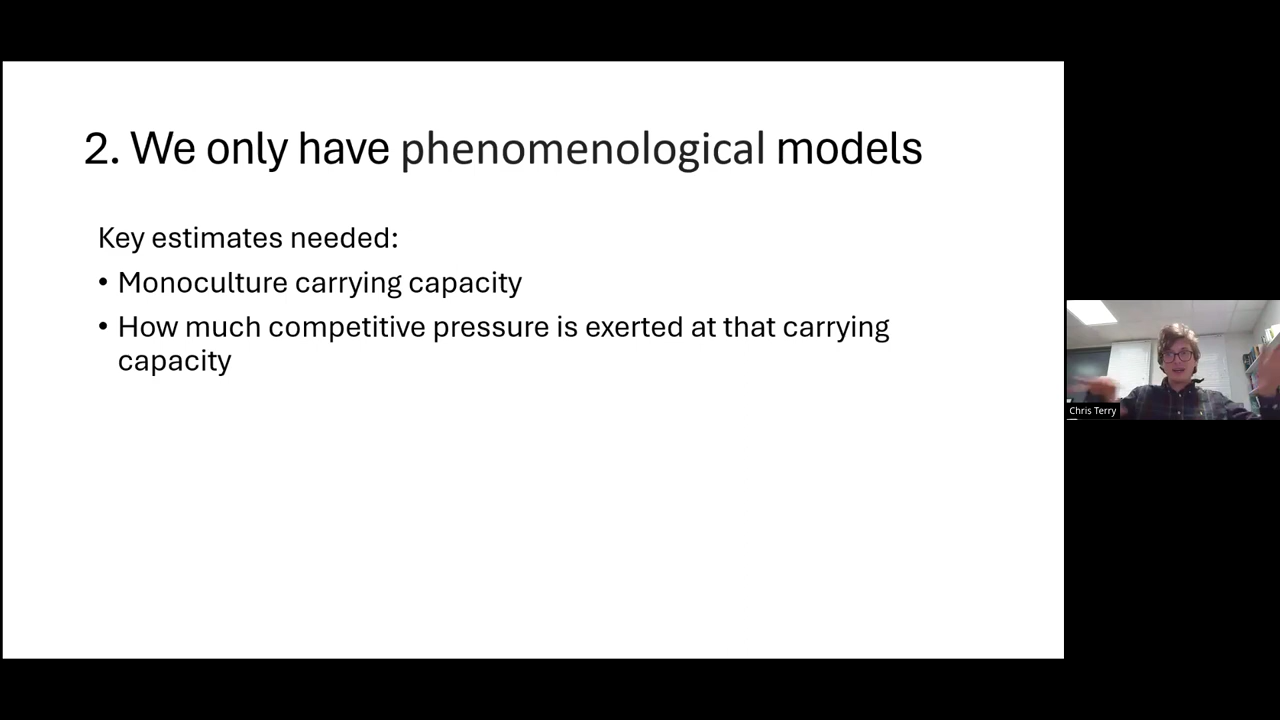 2. We only have phenomenological models
Key estimates needed:
• Monoculture carrying capacity
• How much competitive pressure is exerted at that carrying
capacity
Chris Terry